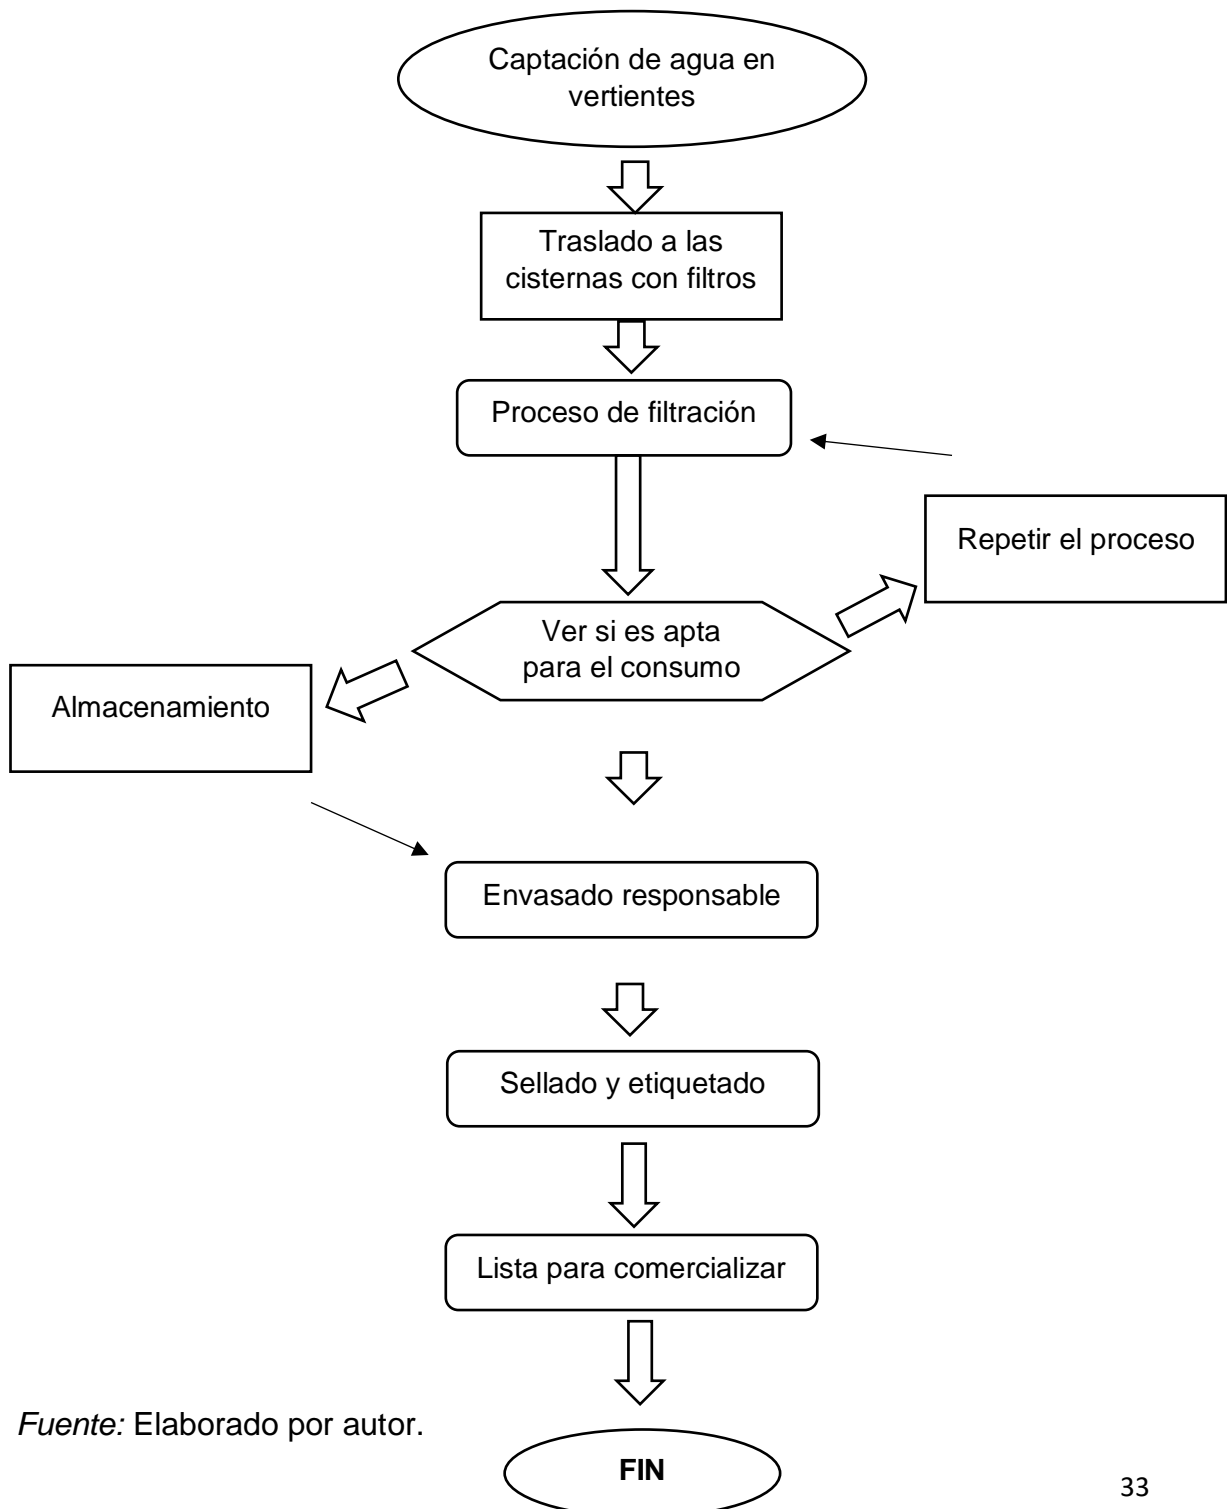 Captación de agua en
vertientes
Traslado a las
cisternas con filtros
Proceso de filtración
Repetir el proceso
Ver si es apta
para el consumo
Almacenamiento
Envasado responsable
Sellado y etiquetado
Lista para comercializar
Fuente: Elaborado por autor.
FIN
33